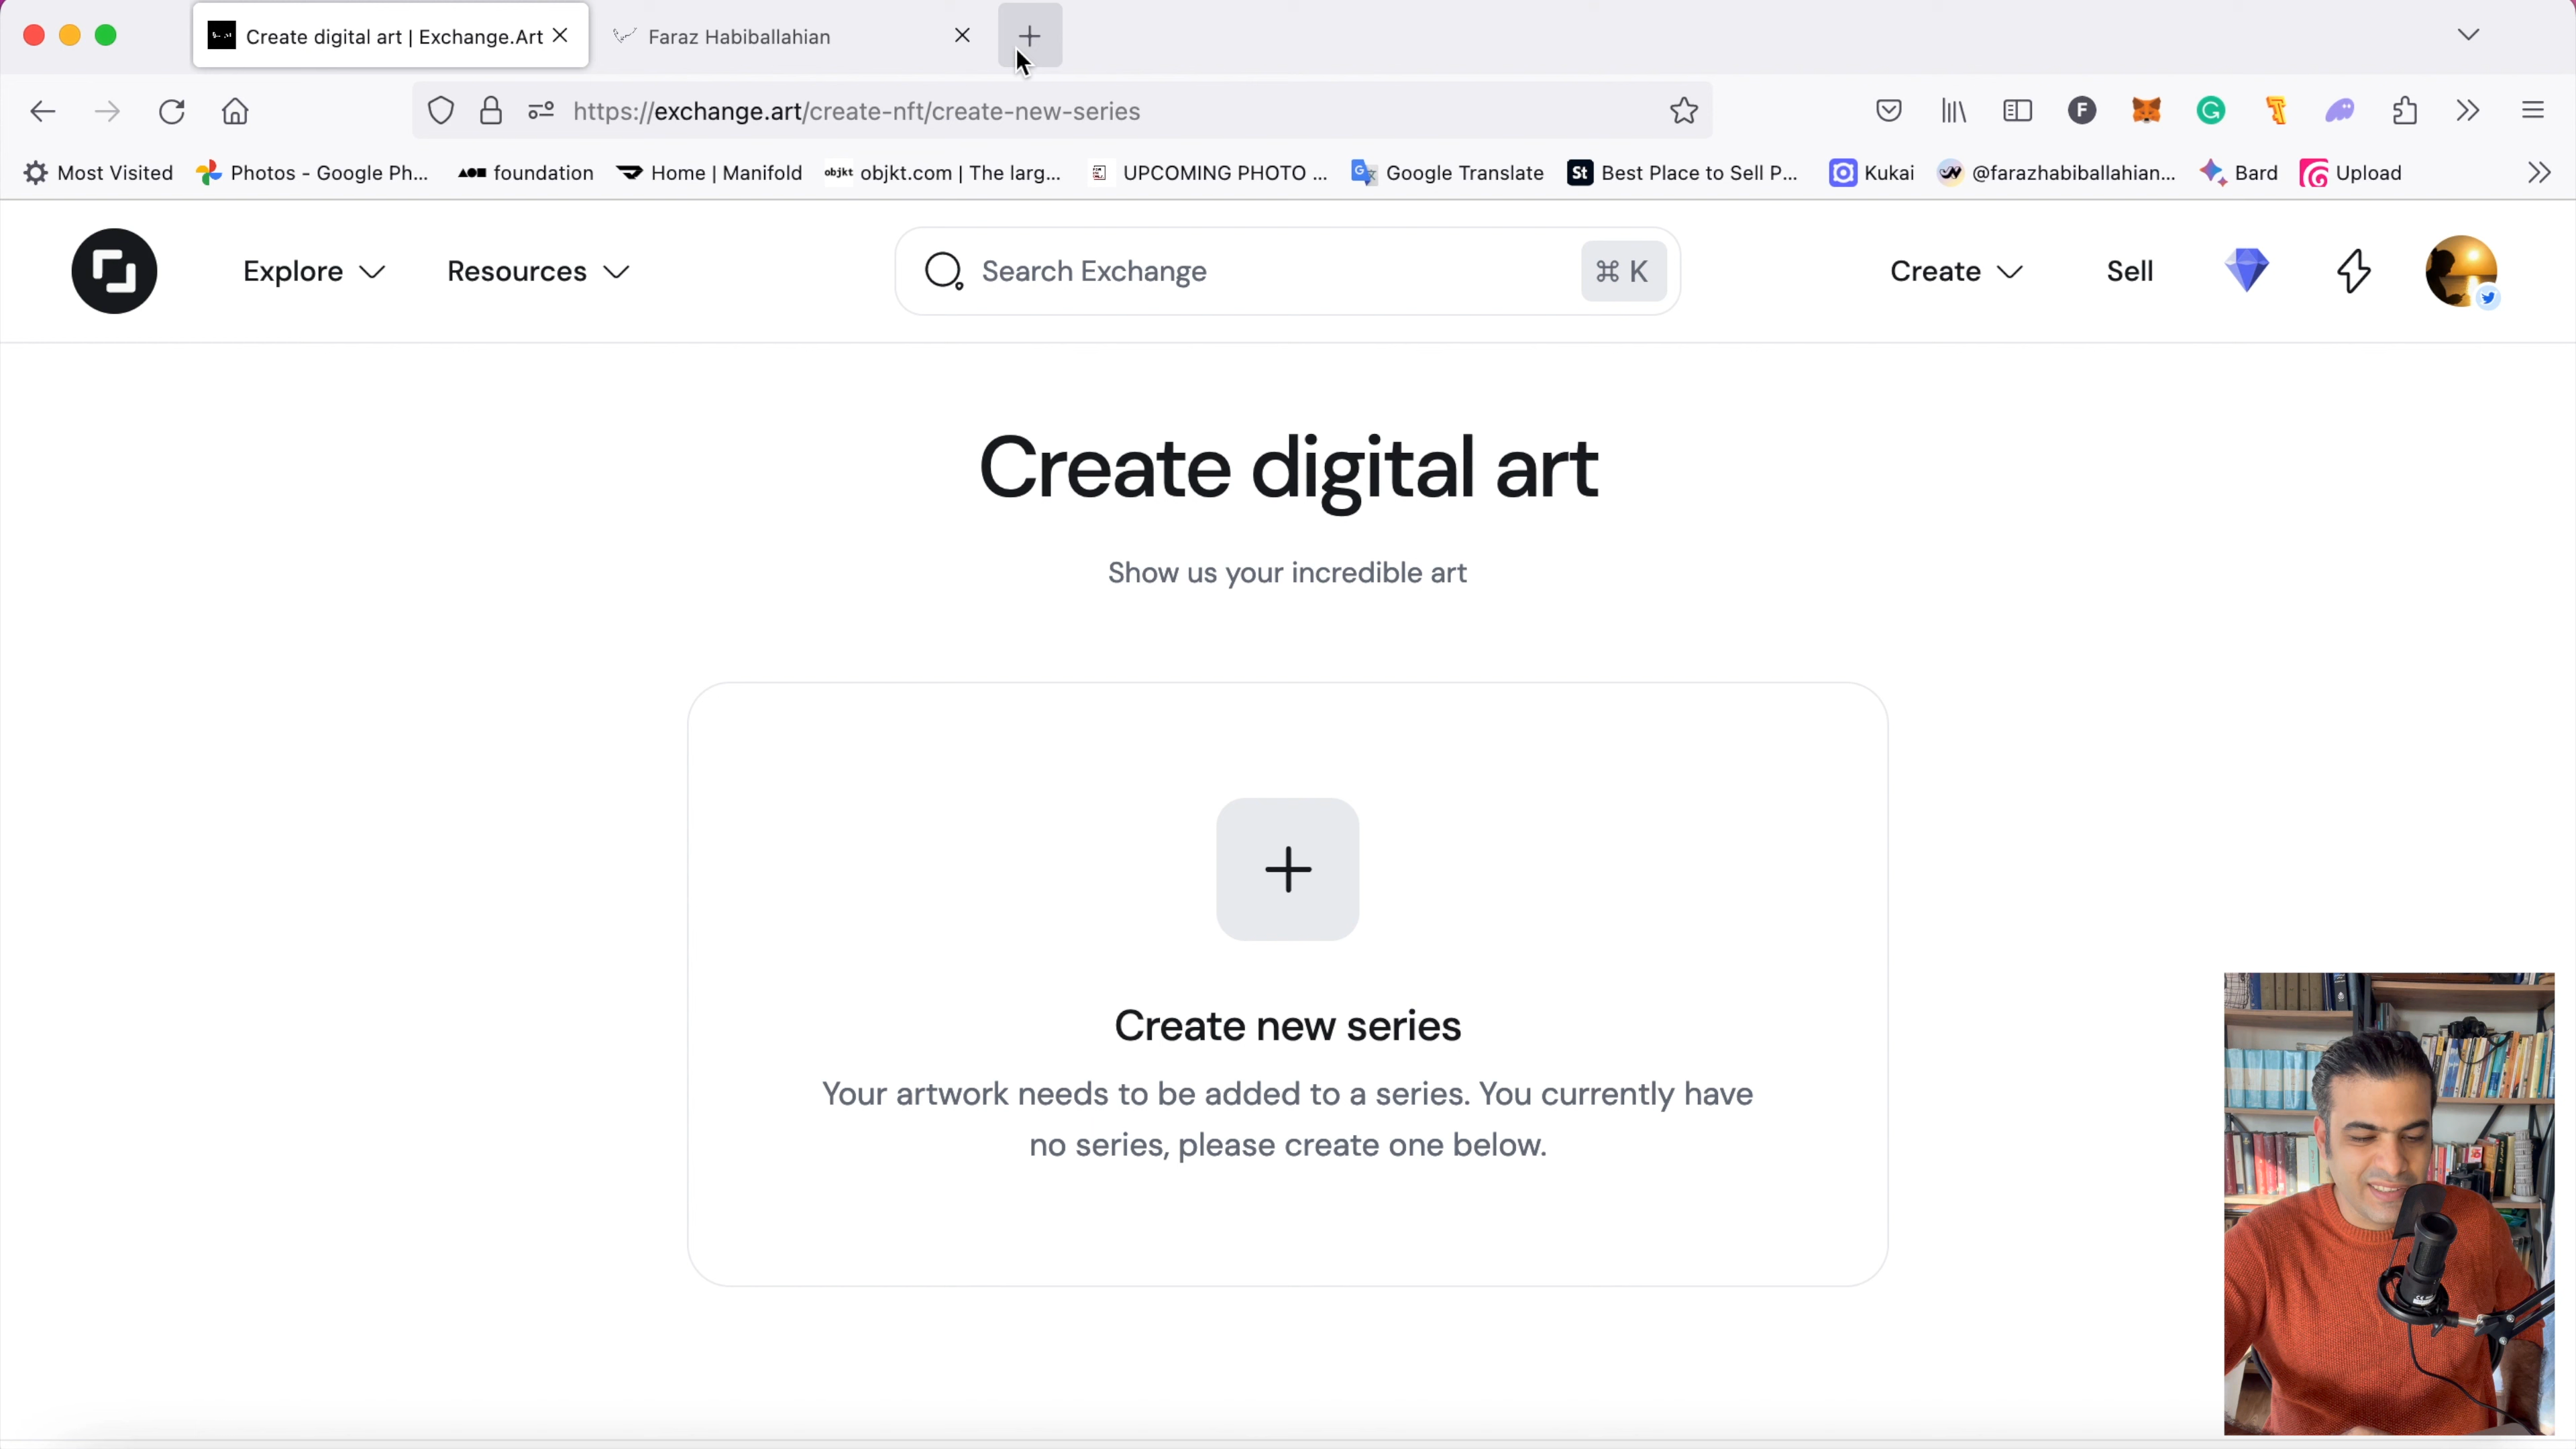 Create digital art | Exchange.Art
Faraz Habiballahian
https://exchange.art/create-nft/create-new-series
F
G
Most Visited
Photos - Google Ph...
foundation
Home | Manifold
objkt
objkt.com | The larg...
UPCOMING PHOTO ...
Google Translate
St
Best Place to Sell P...
Kukai
@farazhabiballahian...
Bard
Upload
Explore
Resources
Search Exchange
⌘ K
Create
Sell
Create digital art
Show us your incredible art
Create new series
Your artwork needs to be added to a series. You currently have
no series, please create one below.